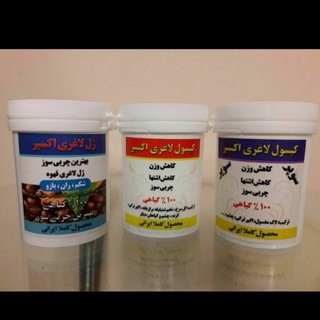 ژل لاغری اکسیر
بهترین چربی سوز
ژل لاغری قهوه
شکم ، ران ، بازو
۱۰۰٪ گیاهی
محصول کاملا ایرانی
کپسول لاغری اکسیر
کاهش وزن
کاهش اشتها
چربی سوز
۱۰۰٪ گیاهی
محصول کاملا ایرانی
کپسول لاغری اکسیر
سوپر
کاهش وزن
کاهش اشتها
چربی سوز
۱۰۰٪ گیاهی
محصول کاملا ایرانی